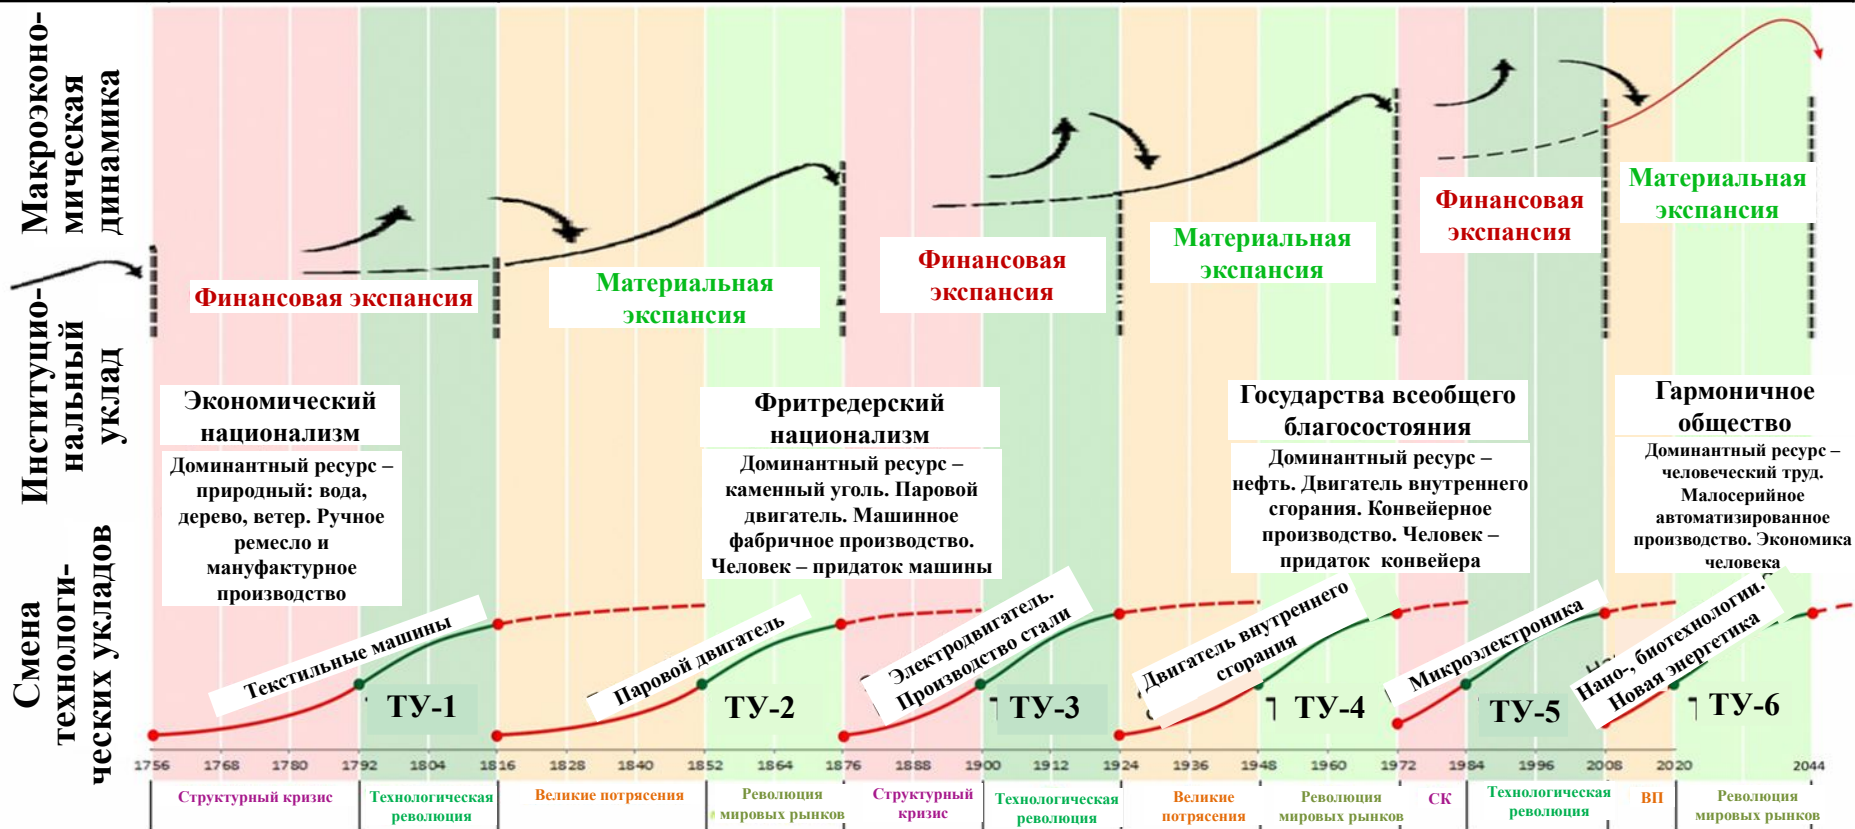 Макроэконо-
мическая
динамика
Институцио-
нальный
уклад
Смена
технологи-
ческих укладов
Финансовая экспансия
Материальная
экспансия
Финансовая
экспансия
Материальная
экспансия
Финансовая
экспансия
Материальная
экспансия
Экономический
национализм
Доминантный ресурс –
природный: вода,
дерево, ветер. Ручное
ремесло и
мануфактурное
производство
Фритредерский
национализм
Доминантный ресурс –
каменный уголь. Паровой
двигатель. Машинное
фабричное производство.
Человек – придаток машины
Государства всеобщего
благосостояния
Доминантный ресурс –
нефть. Двигатель внутреннего
сгорания. Конвейерное
производство. Человек –
придаток конвейера
Гармоничное
общество
Доминантный ресурс –
человеческий труд.
Малосерийное
автоматизированное
производство. Экономика
человека
Текстильные машины
ТУ-1
Паровой двигатель
ТУ-2
Электродвигатель.
Производство стали
ТУ-3
Двигатель внутреннего
сгорания
ТУ-4
Микроэлектроника
ТУ-5
Нано-, биотехнологии.
Новая энергетика
ТУ-6
1756 1768 1780 1792 1804 1816 1828 1840 1852 1864 1876 1888 1900 1912 1924 1936 1948 1960 1972 1984 1996 2008 2020 2044
Структурный кризис
Технологическая
революция
Великие потрясения
Революция
мировых рынков
Структурный
кризис
Технологическая
революция
Великие
потрясения
Революция
мировых рынков
СК
Технологическая
революция
ВП
Революция
мировых рынков